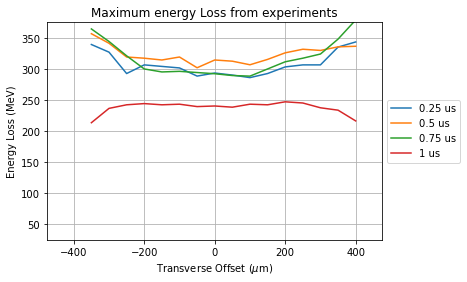 Maximum energy Loss from experiments
Energy Loss (MeV)
350
300
250
200
150
100
50
−400
−200
0
200
400
Transverse Offset (μm)
0.25 us
0.5 us
0.75 us
1 us